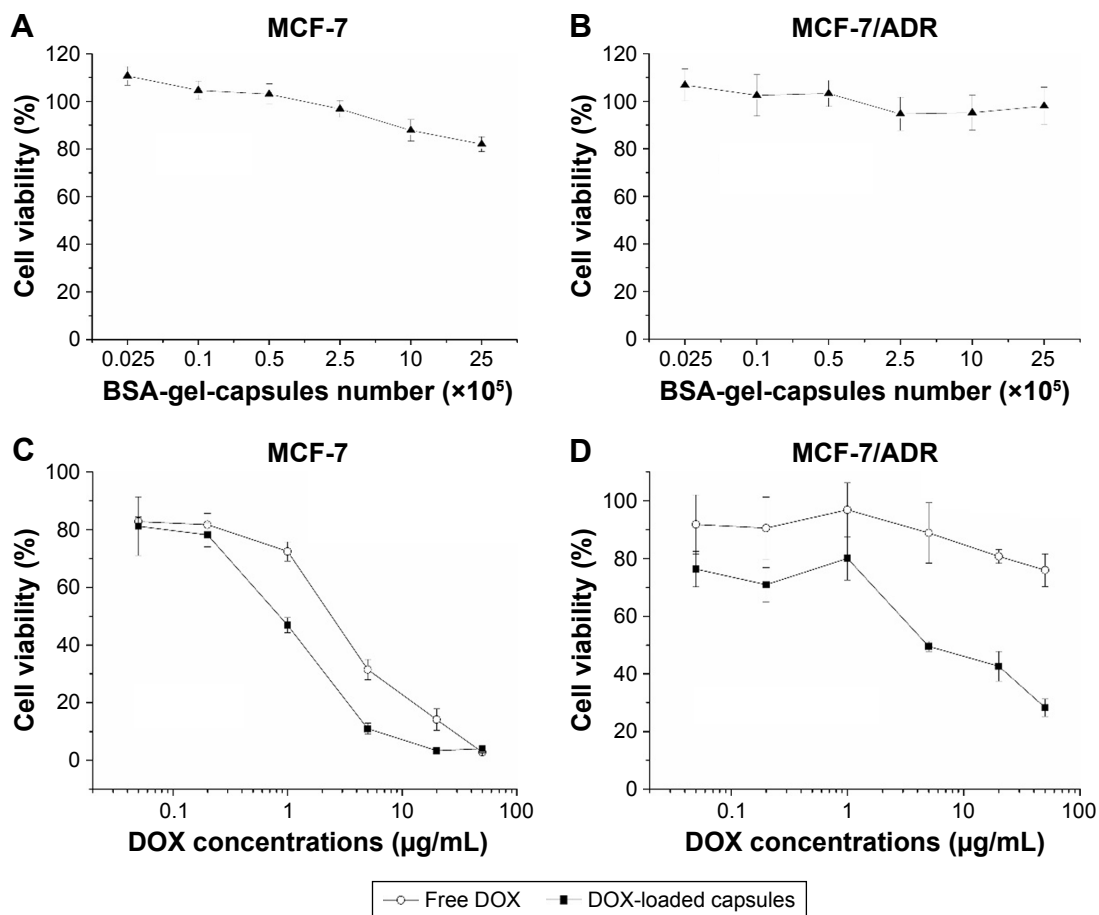 A
MCF-7
Cell viability (%)
120
100
80
60
40
20
0
0.025 0.1 0.5 2.5 10 25
BSA-gel-capsules number (×10⁵)
B
MCF-7/ADR
Cell viability (%)
120
100
80
60
40
20
0
0.025 0.1 0.5 2.5 10 25
BSA-gel-capsules number (×10⁵)
C
MCF-7
Cell viability (%)
100
80
60
40
20
0
0.1 1 10 100
DOX concentrations (µg/mL)
D
MCF-7/ADR
Cell viability (%)
100
80
60
40
20
0
0.1 1 10 100
DOX concentrations (µg/mL)
Free DOX DOX-loaded capsules